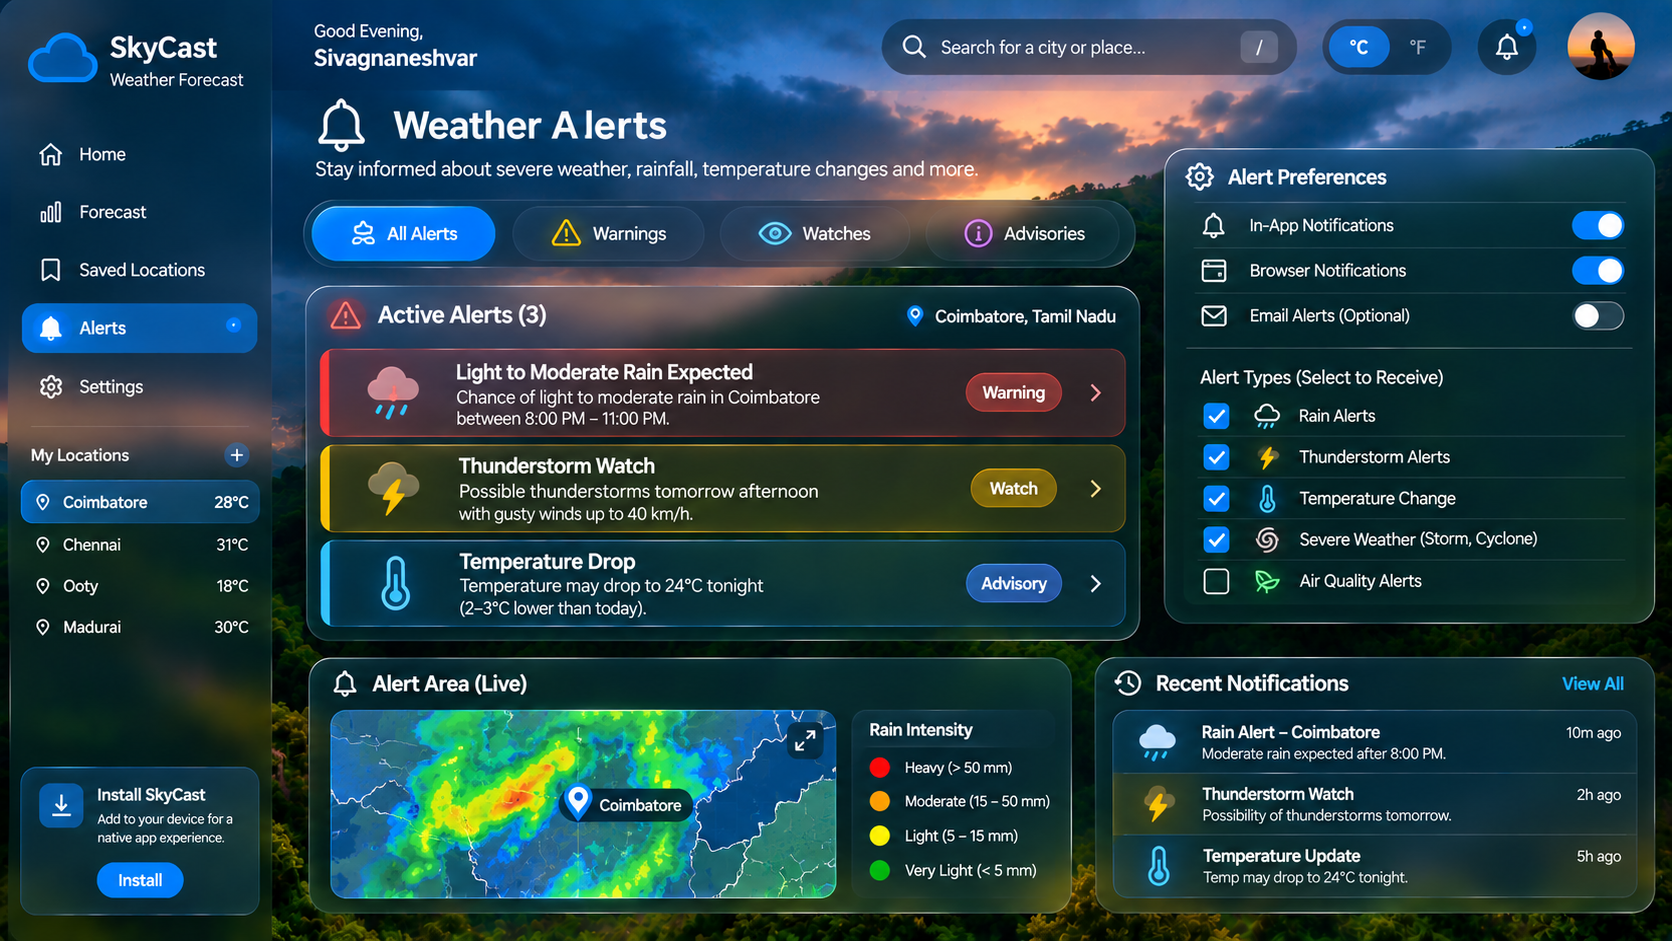 SkyCast
Weather Forecast
Home
Forecast
Saved Locations
Alerts
Settings
My Locations
Coimbatore 28°C
Chennai 31°C
Ooty 18°C
Madurai 30°C
Install SkyCast
Add to your device for a
native app experience.
Install
Good Evening,
Sivagnaneshvar
Search for a city or place... /
°C °F
Weather Alerts
Stay informed about severe weather, rainfall, temperature changes and more.
All Alerts Warnings Watches Advisories
Active Alerts (3) Coimbatore, Tamil Nadu
Light to Moderate Rain Expected
Chance of light to moderate rain in Coimbatore
between 8:00 PM – 11:00 PM.
Warning
Thunderstorm Watch
Possible thunderstorms tomorrow afternoon
with gusty winds up to 40 km/h.
Watch
Temperature Drop
Temperature may drop to 24°C tonight
(2–3°C lower than today).
Advisory
Alert Preferences
In-App Notifications
Browser Notifications
Email Alerts (Optional)
Alert Types (Select to Receive)
Rain Alerts
Thunderstorm Alerts
Temperature Change
Severe Weather (Storm, Cyclone)
Air Quality Alerts
Alert Area (Live)
Coimbatore
Rain Intensity
Heavy (> 50 mm)
Moderate (15 – 50 mm)
Light (5 – 15 mm)
Very Light (< 5 mm)
Recent Notifications View All
Rain Alert – Coimbatore 10m ago
Moderate rain expected after 8:00 PM.
Thunderstorm Watch 2h ago
Possibility of thunderstorms tomorrow.
Temperature Update 5h ago
Temp may drop to 24°C tonight.